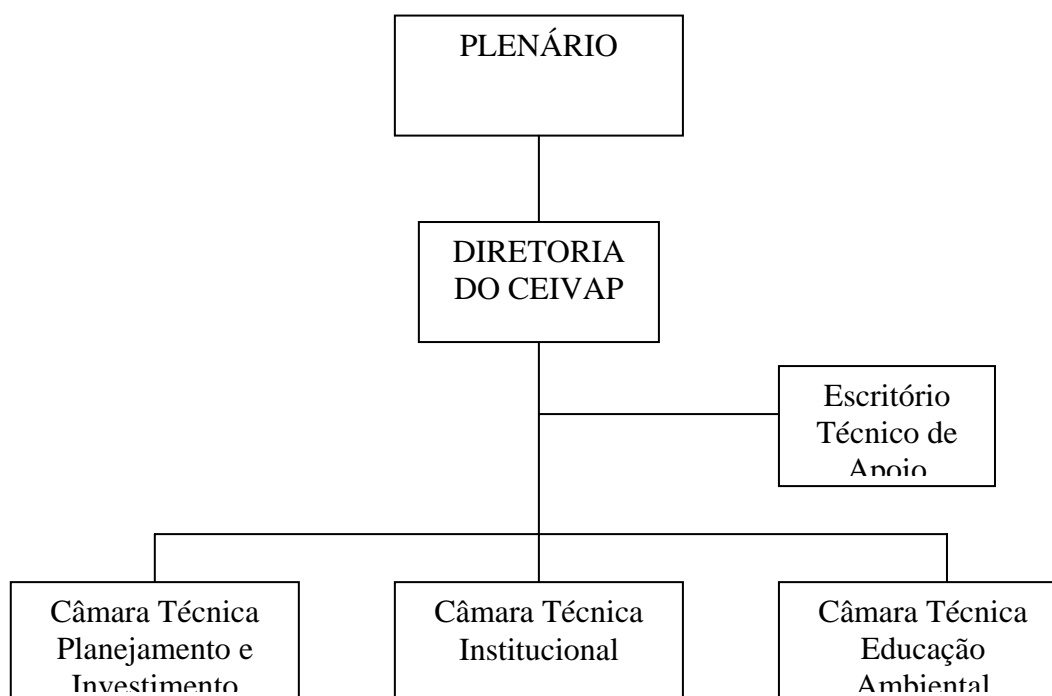 PLENÁRIO
DIRETORIA
DO CEIVAP
Escritório
Técnico de
Apoio
Câmara Técnica
Planejamento e
Investimento
Câmara Técnica
Institucional
Câmara Técnica
Educação
Ambiental